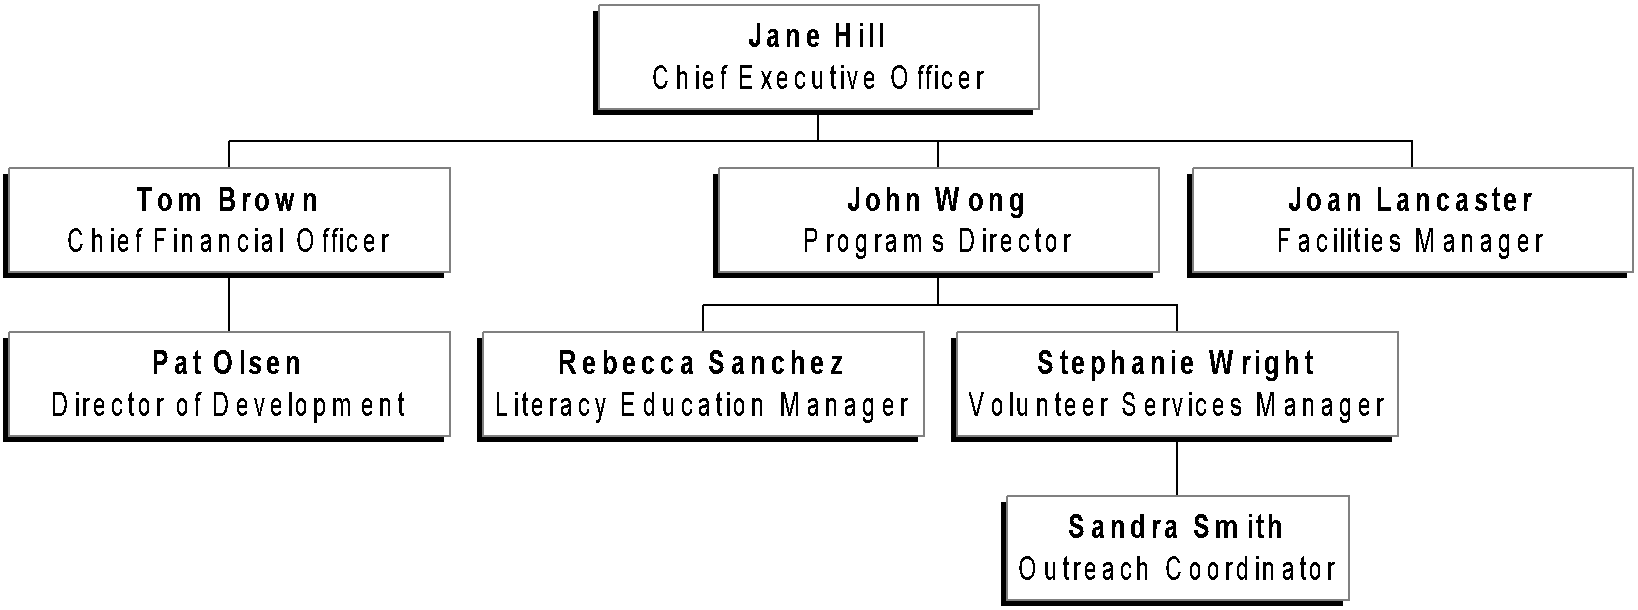 Jane Hill
Chief Executive Officer
Tom Brown
Chief Financial Officer
John Wong
Programs Director
Joan Lancaster
Facilities Manager
Pat Olsen
Director of Development
Rebecca Sanchez
Literacy Education Manager
Stephanie Wright
Volunteer Services Manager
Sandra Smith
Outreach Coordinator